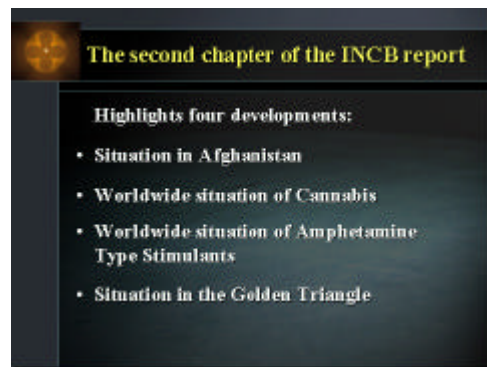 The second chapter of the INCB report
Highlights four developments:
• Situation in Afghanistan
• Worldwide situation of Cannabis
• Worldwide situation of Amphetamine
Type Stimulants
• Situation in the Golden Triangle